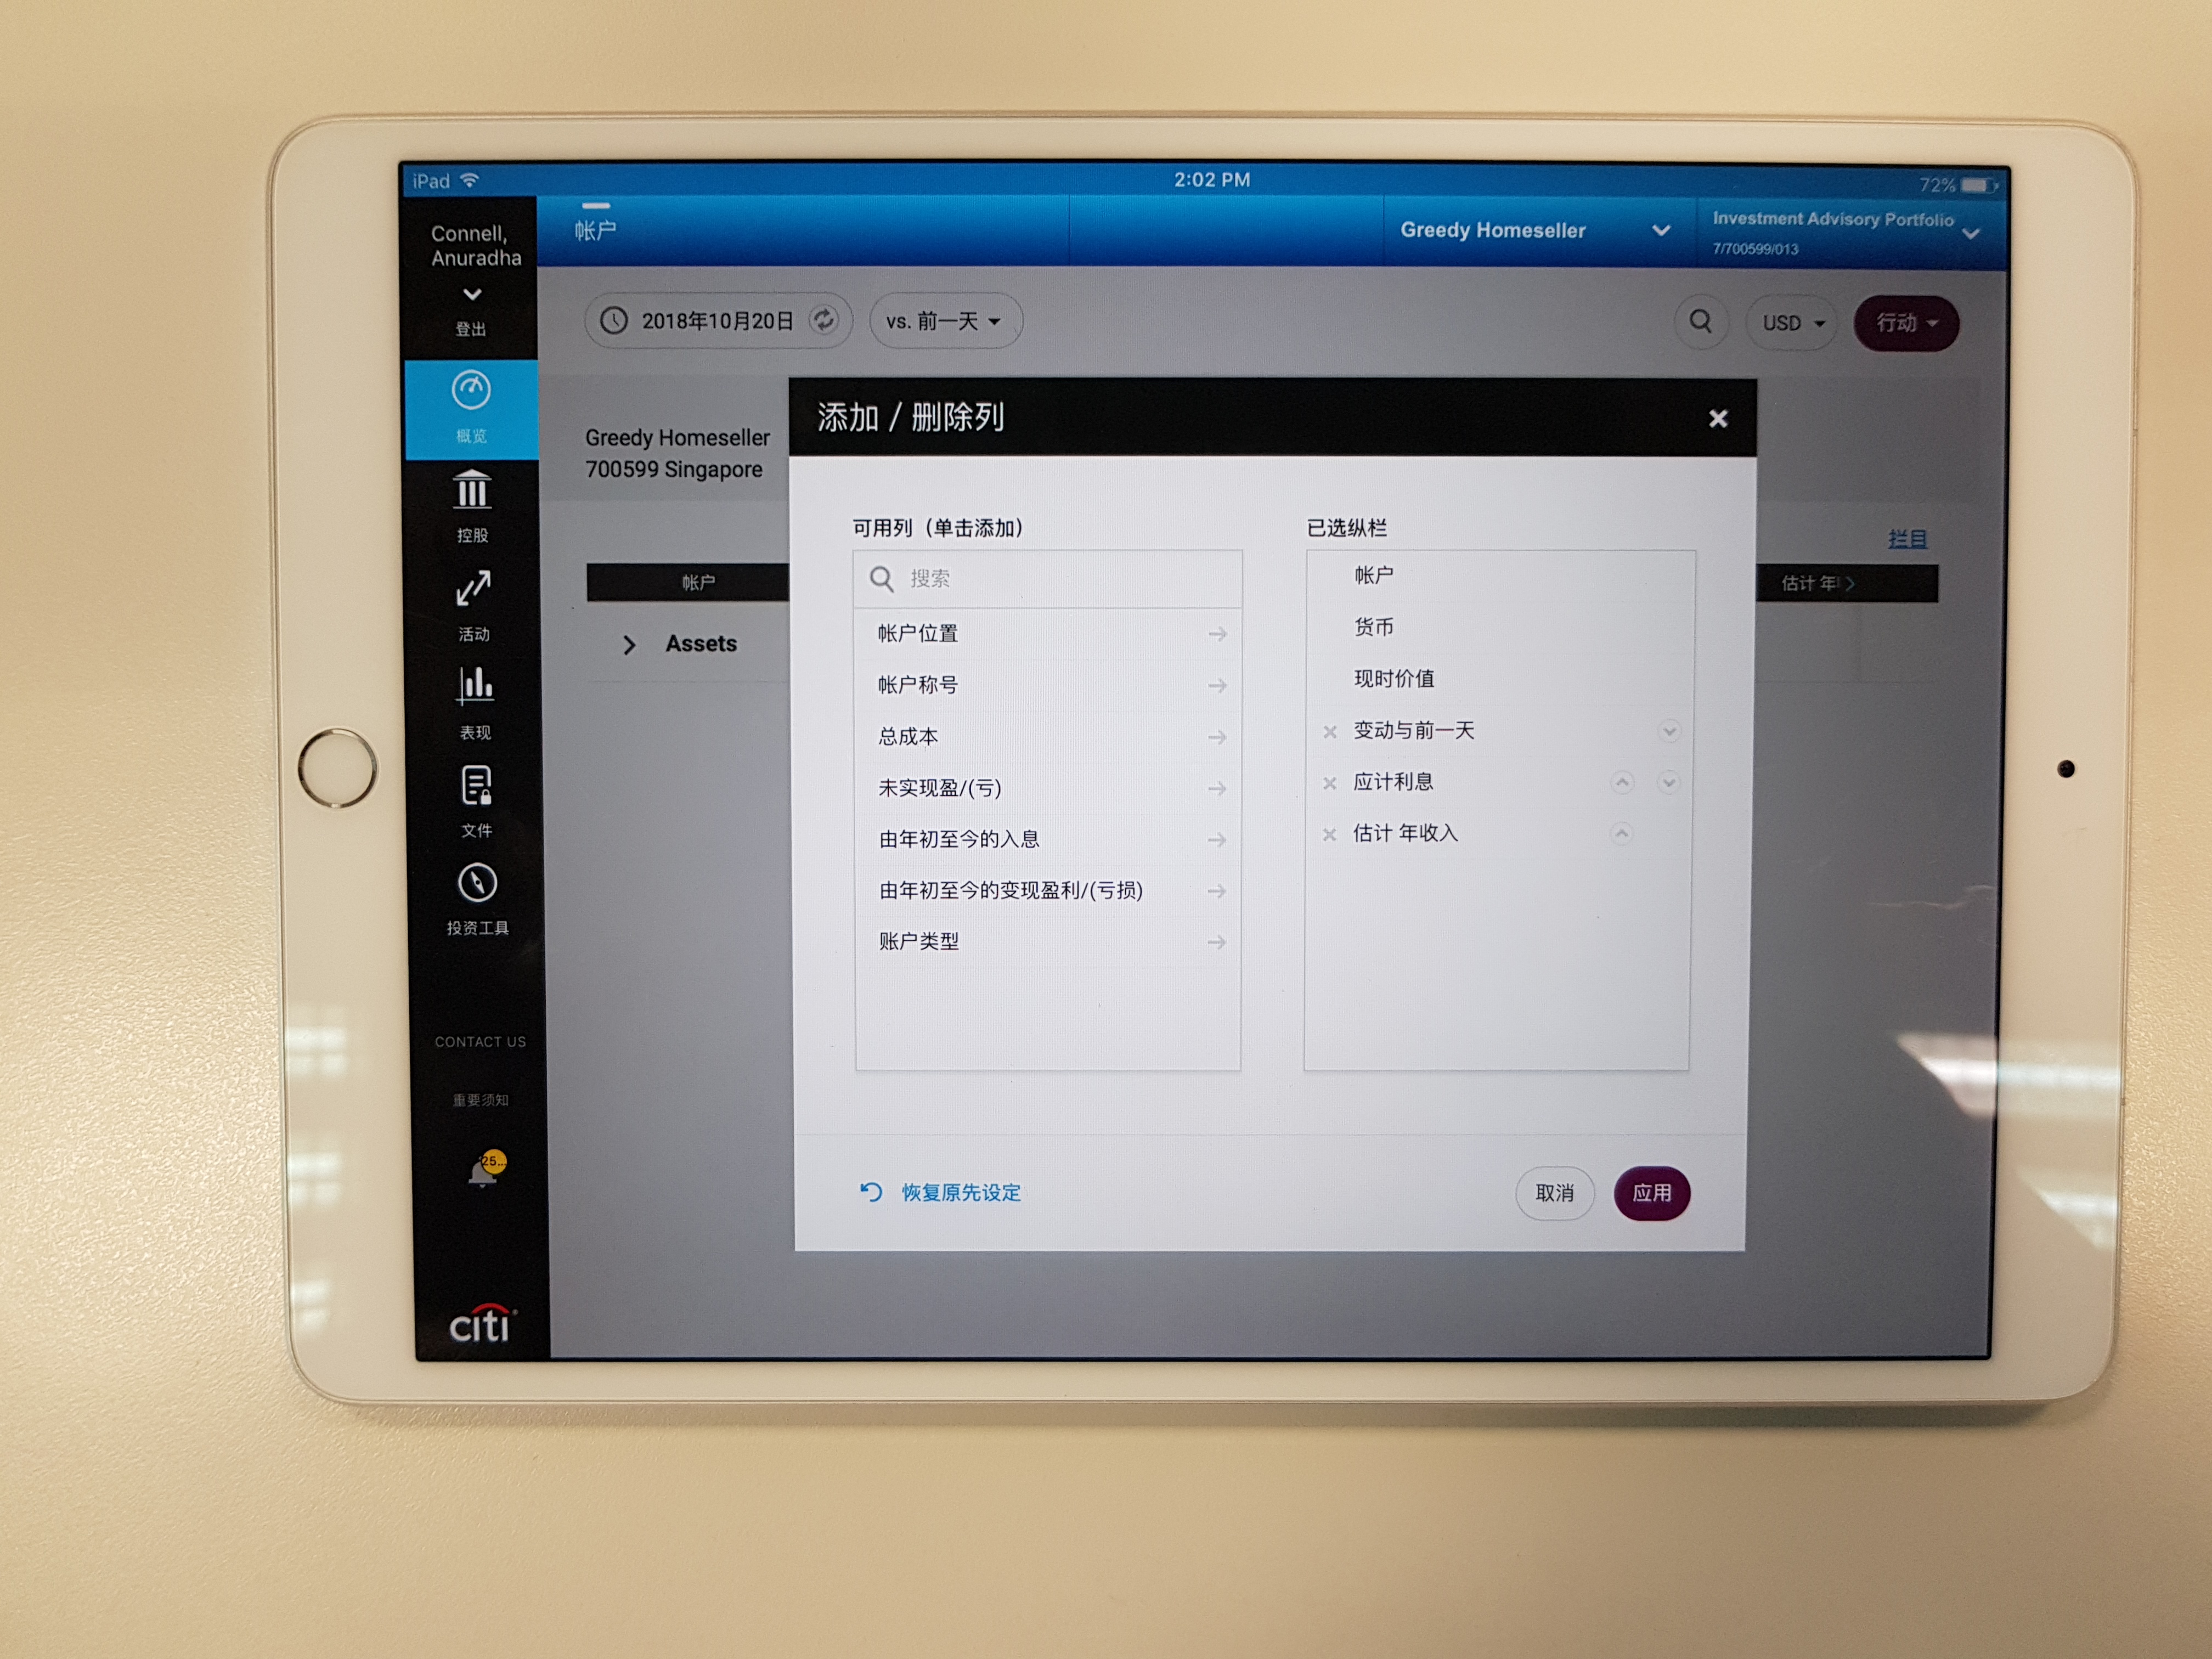 iPad
2:02 PM
72%
Connell,
Anuradha
登出
概览
控股
活动
表现
文件
投资工具
CONTACT US
重要须知
25...
citi
帐户
Greedy Homeseller
Investment Advisory Portfolio
7/700599/013
2018年10月20日
vs. 前一天
USD
行动
Greedy Homeseller
700599 Singapore
栏目
帐户
估计 年
Assets
添加 / 删除列
可用列（单击添加）
搜索
帐户位置
帐户称号
总成本
未实现盈/(亏)
由年初至今的入息
由年初至今的变现盈利/(亏损)
账户类型
已选纵栏
帐户
货币
现时价值
变动与前一天
应计利息
估计 年收入
恢复原先设定
取消
应用